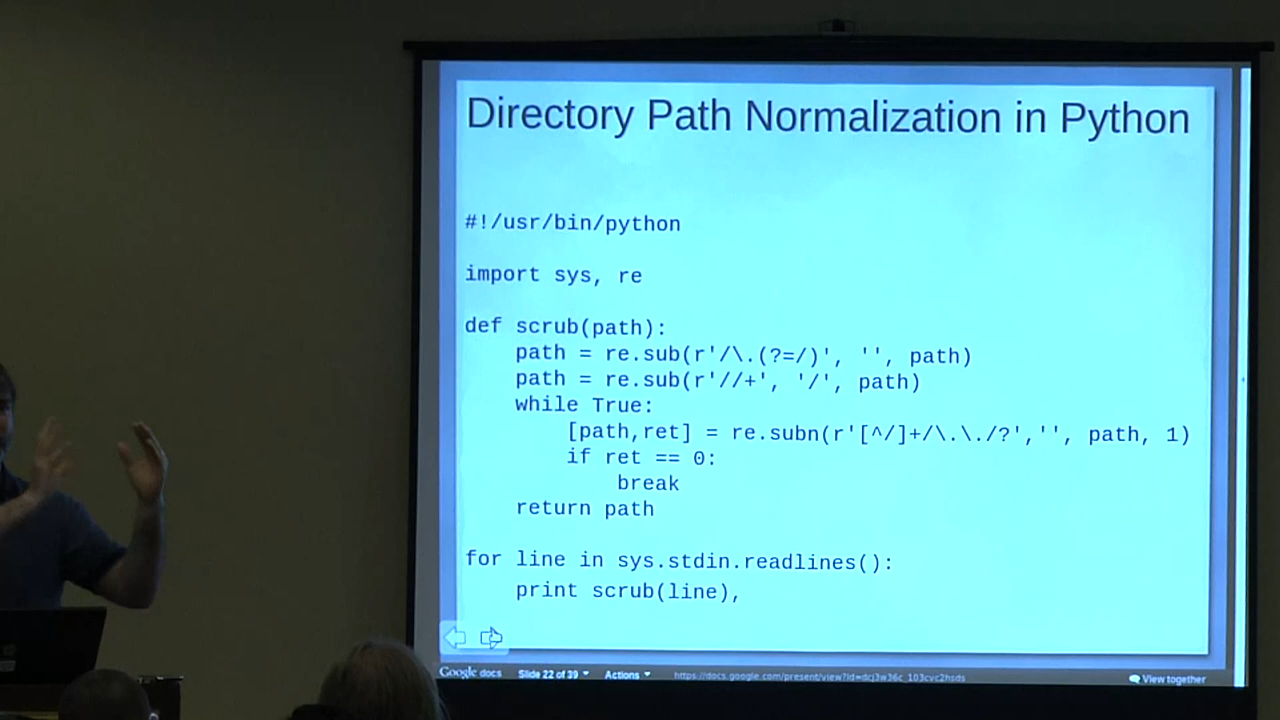 Directory Path Normalization in Python
#!/usr/bin/python
import sys, re
def scrub(path):
    path = re.sub(r'/\.(?=/)', '', path)
    path = re.sub(r'//+', '/', path)
    while True:
        [path,ret] = re.subn(r'[^/]+/\.\./?','', path, 1)
        if ret == 0:
            break
    return path
for line in sys.stdin.readlines():
    print scrub(line),
Google docs Slide 22 of 39 Actions View together